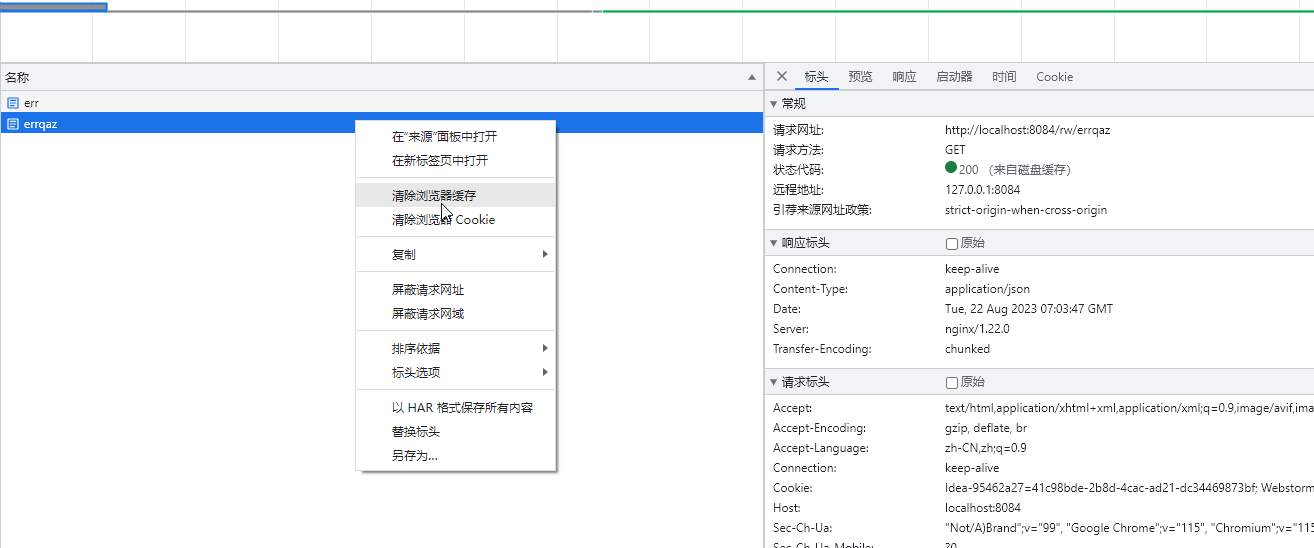 名称
err
errqaz
在“来源”面板中打开
在新标签页中打开
清除浏览器缓存
清除浏览器 Cookie
复制
屏蔽请求网址
屏蔽请求网域
排序依据
标头选项
以 HAR 格式保存所有内容
替换标头
另存为...
标头 预览 响应 启动器 时间 Cookie
常规
请求网址: http://localhost:8084/rw/errqaz
请求方法: GET
状态代码: 200 （来自磁盘缓存）
远程地址: 127.0.0.1:8084
引荐来源网址政策: strict-origin-when-cross-origin
响应标头 原始
Connection: keep-alive
Content-Type: application/json
Date: Tue, 22 Aug 2023 07:03:47 GMT
Server: nginx/1.22.0
Transfer-Encoding: chunked
请求标头 原始
Accept: text/html,application/xhtml+xml,application/xml;q=0.9,image/avif,ima
Accept-Encoding: gzip, deflate, br
Accept-Language: zh-CN,zh;q=0.9
Connection: keep-alive
Cookie: Idea-95462a27=41c98bde-2b8d-4cac-ad21-dc34469873bf; Webstorm
Host: localhost:8084
Sec-Ch-Ua: "Not/A)Brand";v="99", "Google Chrome";v="115", "Chromium";v="115
Sec-Ch-Ua-Mobile: ?0